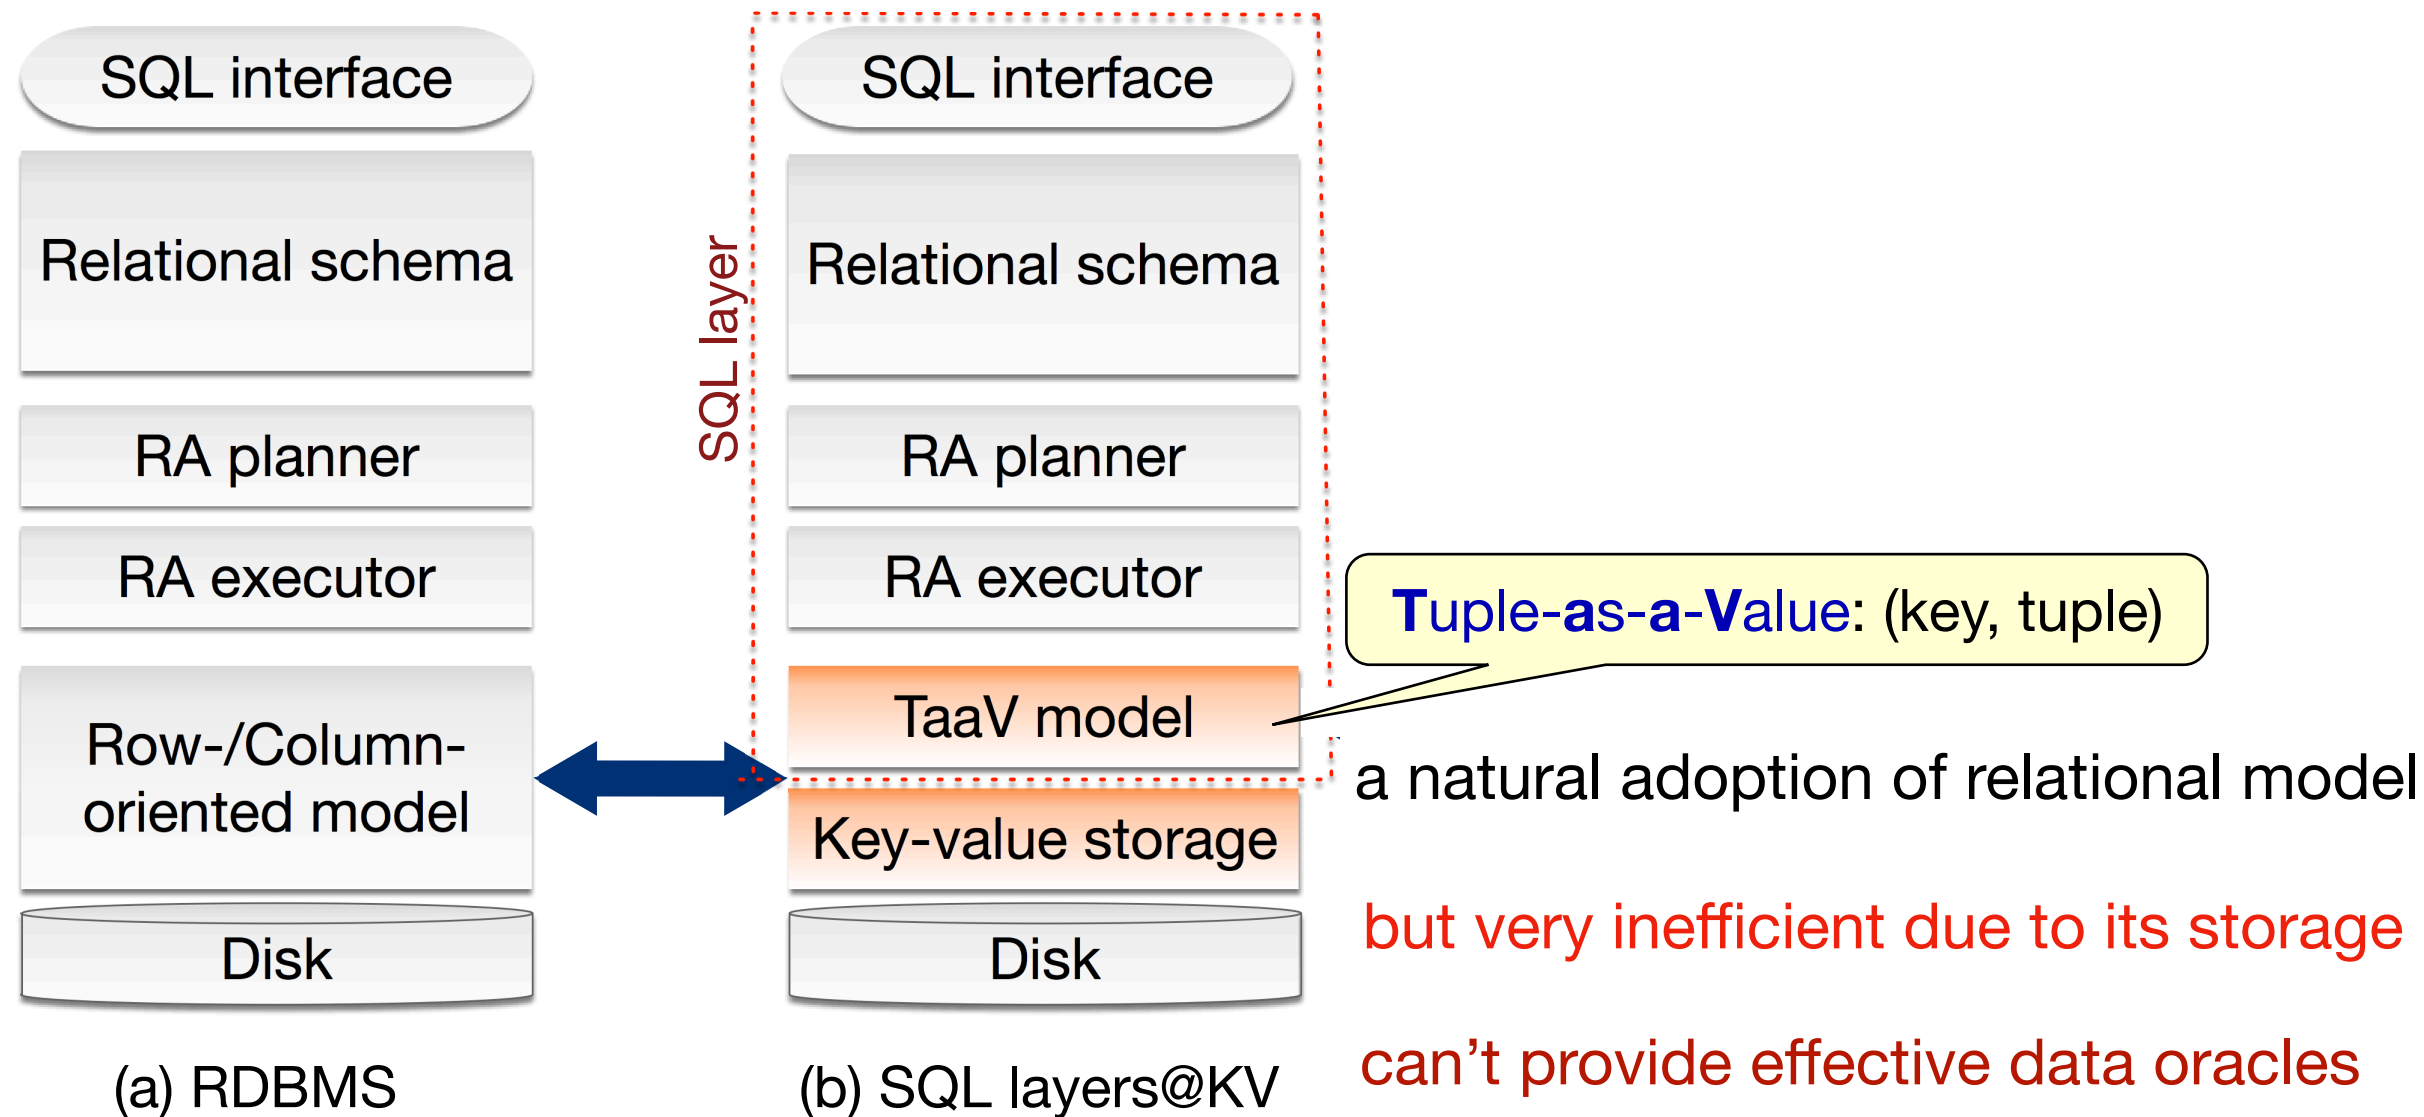 SQL interface
Relational schema
RA planner
RA executor
Row-/Column-
oriented model
Disk
(a) RDBMS
SQL layer
SQL interface
Relational schema
RA planner
RA executor
TaaV model
Key-value storage
Disk
(b) SQL layers@KV
Tuple-as-a-Value: (key, tuple)
a natural adoption of relational model
but very inefficient due to its storage
can’t provide effective data oracles